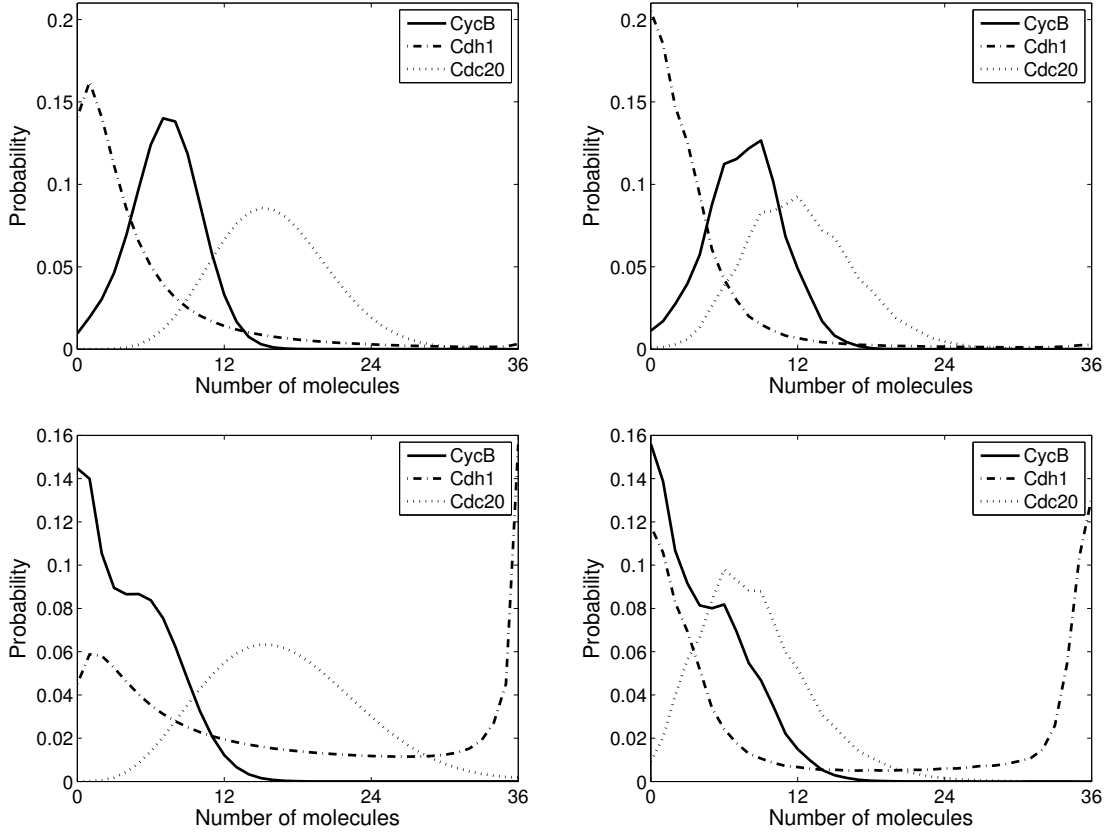 0.2
0.15
0.1
0.05
0
Probability
CycB
Cdh1
Cdc20
0 12 24 36
Number of molecules
0.2
0.15
0.1
0.05
0
Probability
CycB
Cdh1
Cdc20
0 12 24 36
Number of molecules
0.16
0.14
0.12
0.1
0.08
0.06
0.04
0.02
0
Probability
CycB
Cdh1
Cdc20
0 12 24 36
Number of molecules
0.16
0.14
0.12
0.1
0.08
0.06
0.04
0.02
0
Probability
CycB
Cdh1
Cdc20
0 12 24 36
Number of molecules